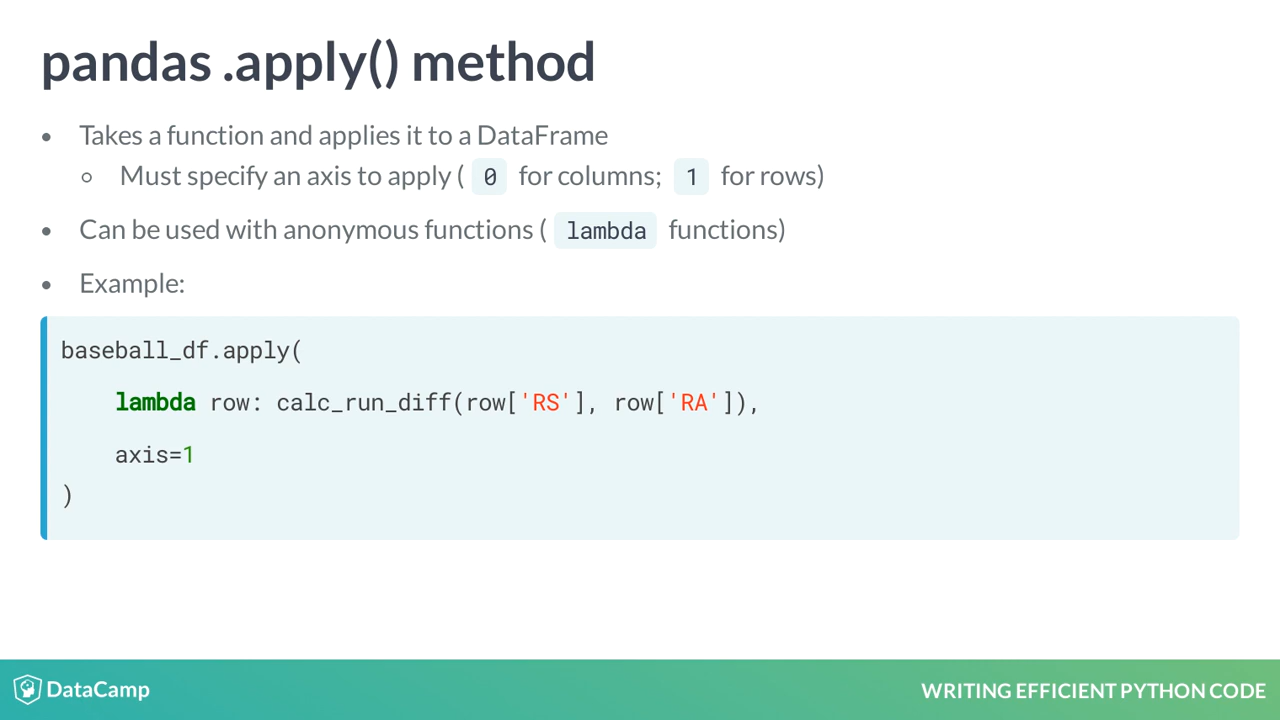 pandas .apply() method
• Takes a function and applies it to a DataFrame
○ Must specify an axis to apply ( 0 for columns; 1 for rows)
• Can be used with anonymous functions ( lambda functions)
• Example:
baseball_df.apply(
    lambda row: calc_run_diff(row['RS'], row['RA']),
    axis=1
)
DataCamp
WRITING EFFICIENT PYTHON CODE